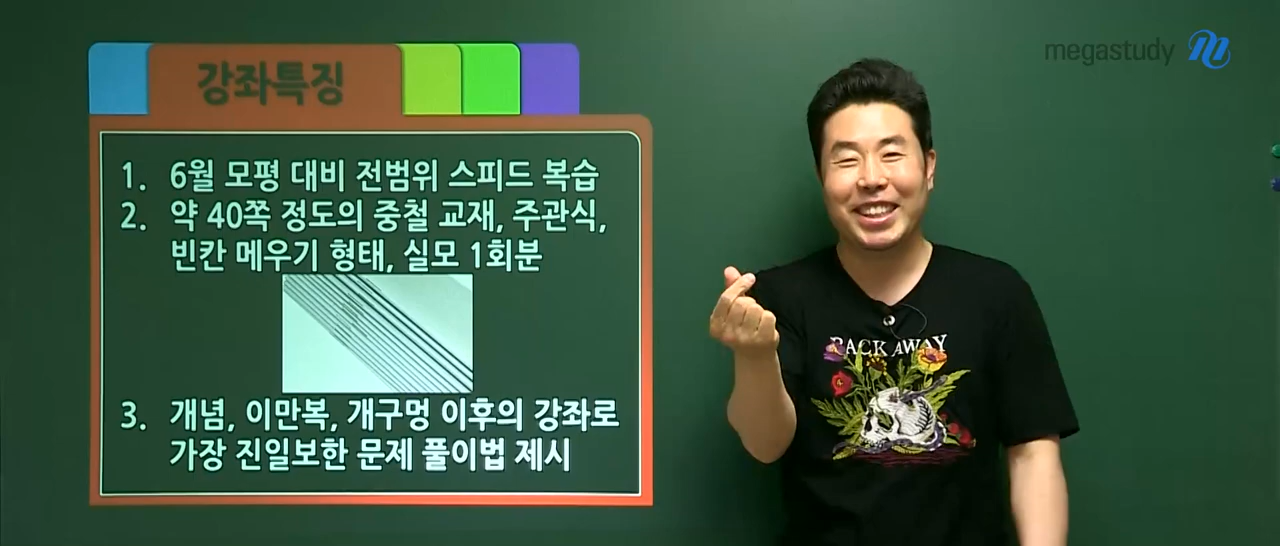 megastudy
강좌특징
1. 6월 모평 대비 전범위 스피드 복습
2. 약 40쪽 정도의 중철 교재, 주관식,
빈칸 메우기 형태, 실모 1회분
3. 개념, 이만복, 개구멍 이후의 강좌로
가장 진일보한 문제 풀이법 제시
BACK AWAY